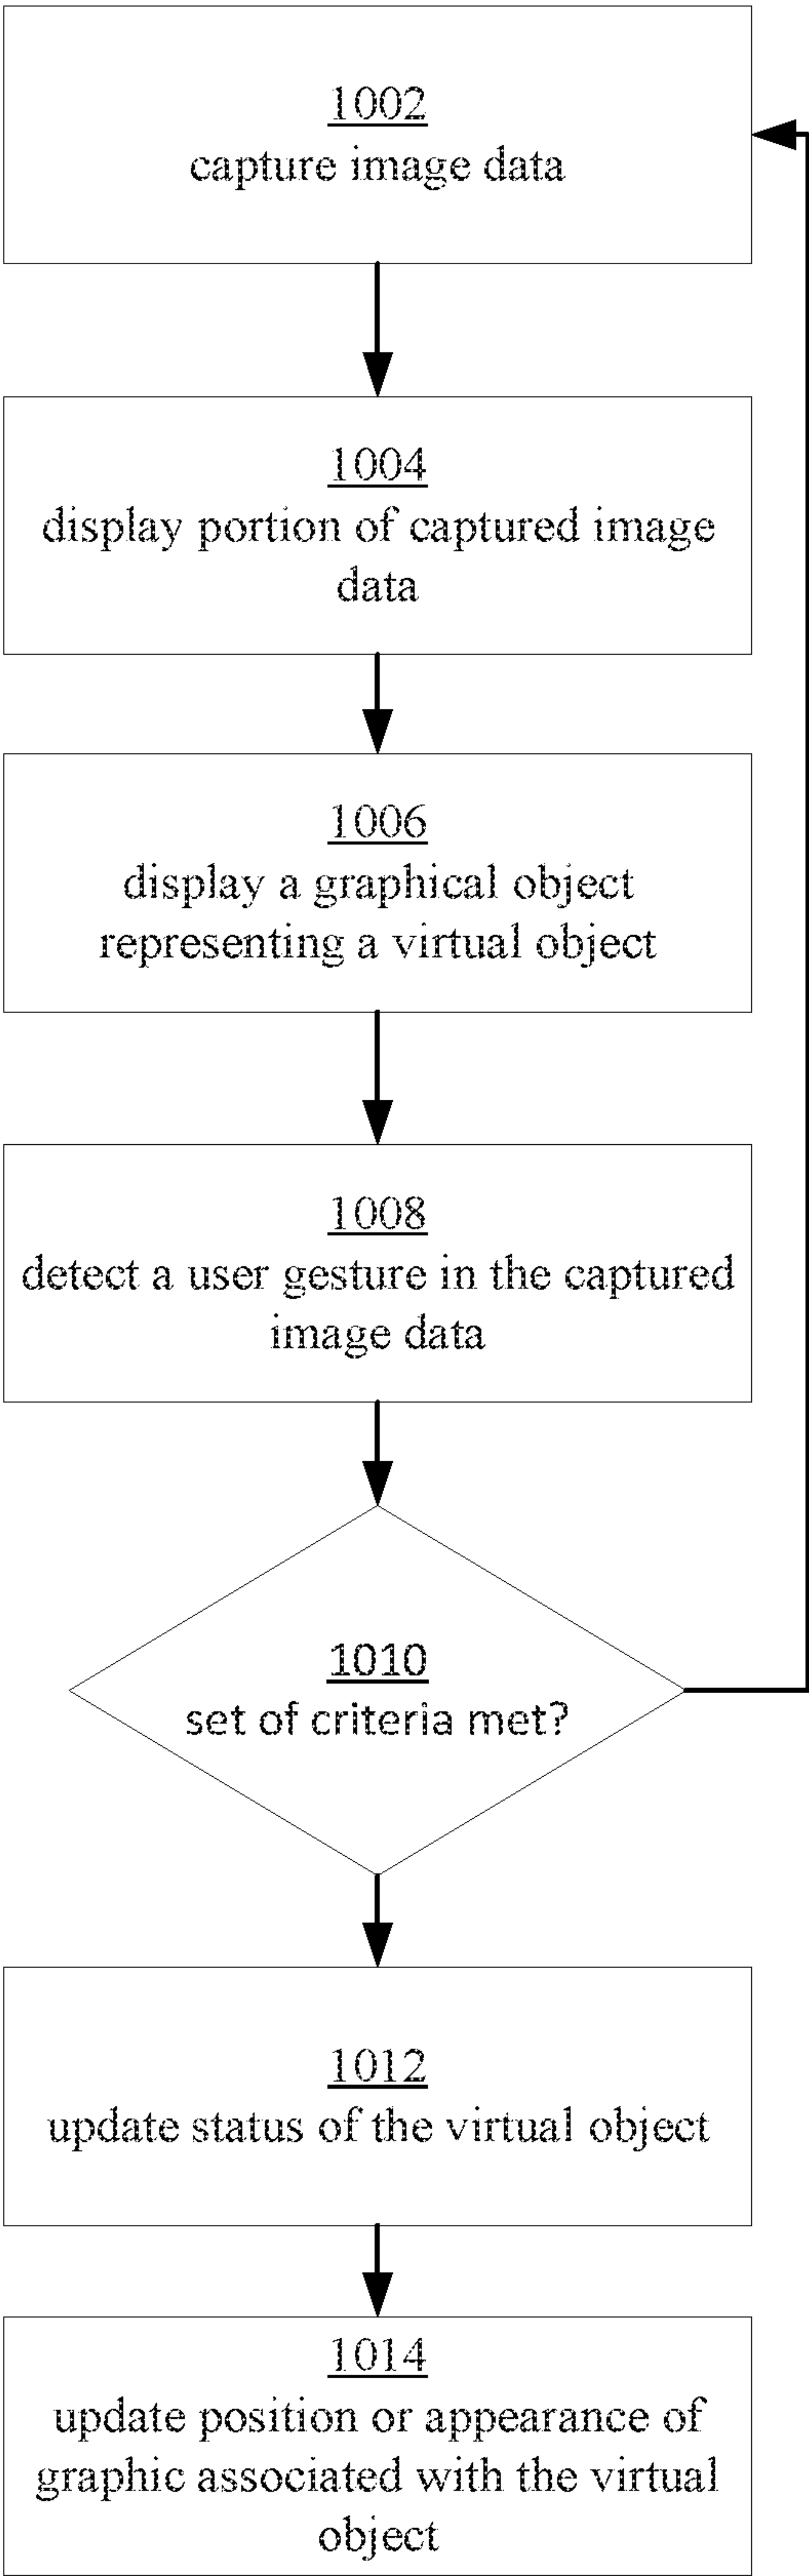 1002
capture image data
1004
display portion of captured image
data
1006
display a graphical object
representing a virtual object
1008
detect a user gesture in the captured
image data
1010
set of criteria met?
1012
update status of the virtual object
1014
update position or appearance of
graphic associated with the virtual
object